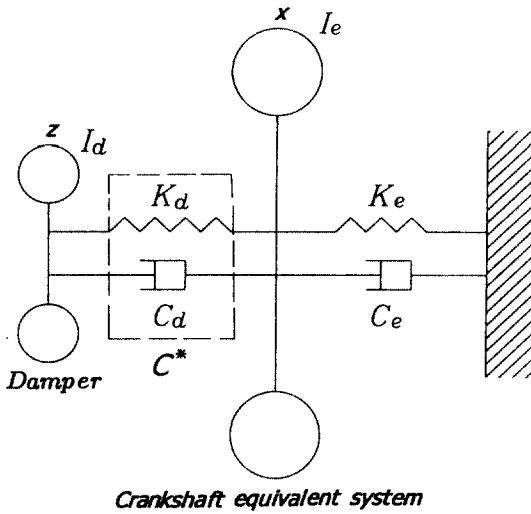 x
I_e
z
I_d
K_d
K_e
C_d
C_e
C*
Damper
Crankshaft equivalent system